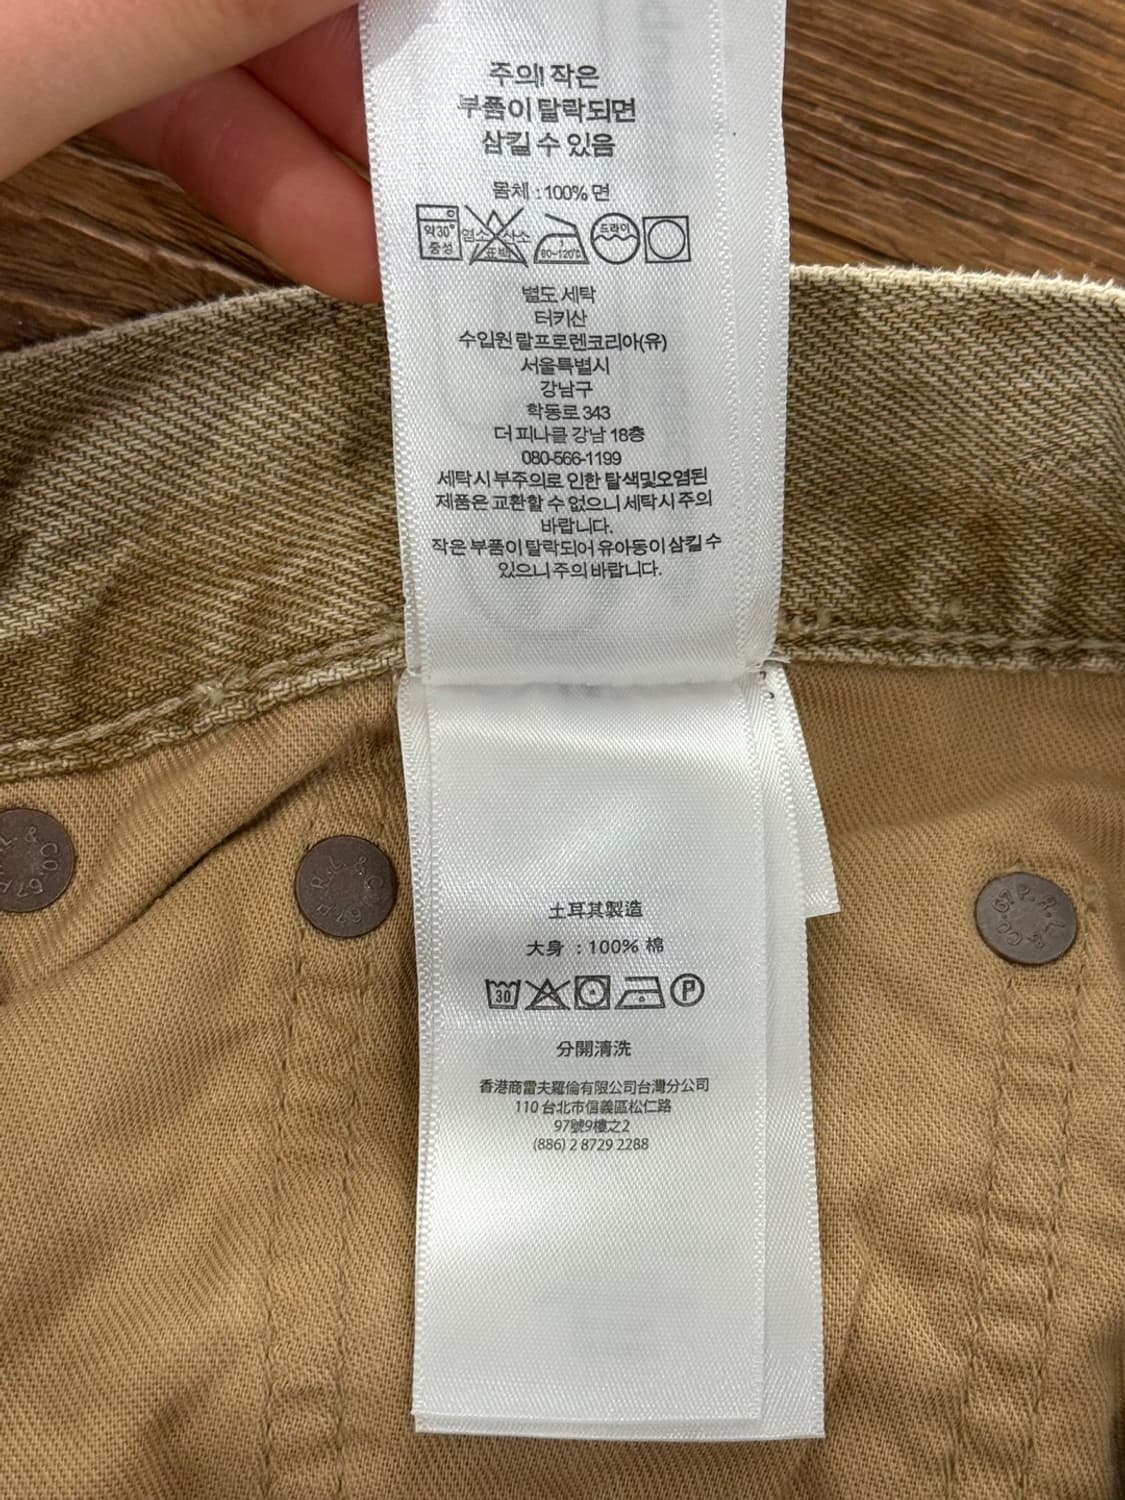 주의! 작은
부품이 탈락되면
삼킬 수 있음
몸체 : 100% 면
약30°
중성
염소 산소
표백
80~120℃
드라이
별도 세탁
터키산
수입원 랄프로렌코리아(유)
서울특별시
강남구
학동로 343
더 피나클 강남 18층
080-566-1199
세탁시 부주의로 인한 탈색및오염된
제품은 교환할 수 없으니 세탁시 주의
바랍니다.
작은 부품이 탈락되어 유아동이 삼킬 수
있으니 주의 바랍니다.
R.L. & CO. 67 P.
土耳其製造
大身 : 100% 棉
30
P
分開清洗
香港商雷夫羅倫有限公司台灣分公司
110 台北市信義區松仁路
97號9樓之2
(886) 2 8729 2288
67 P. R. L. & Co.